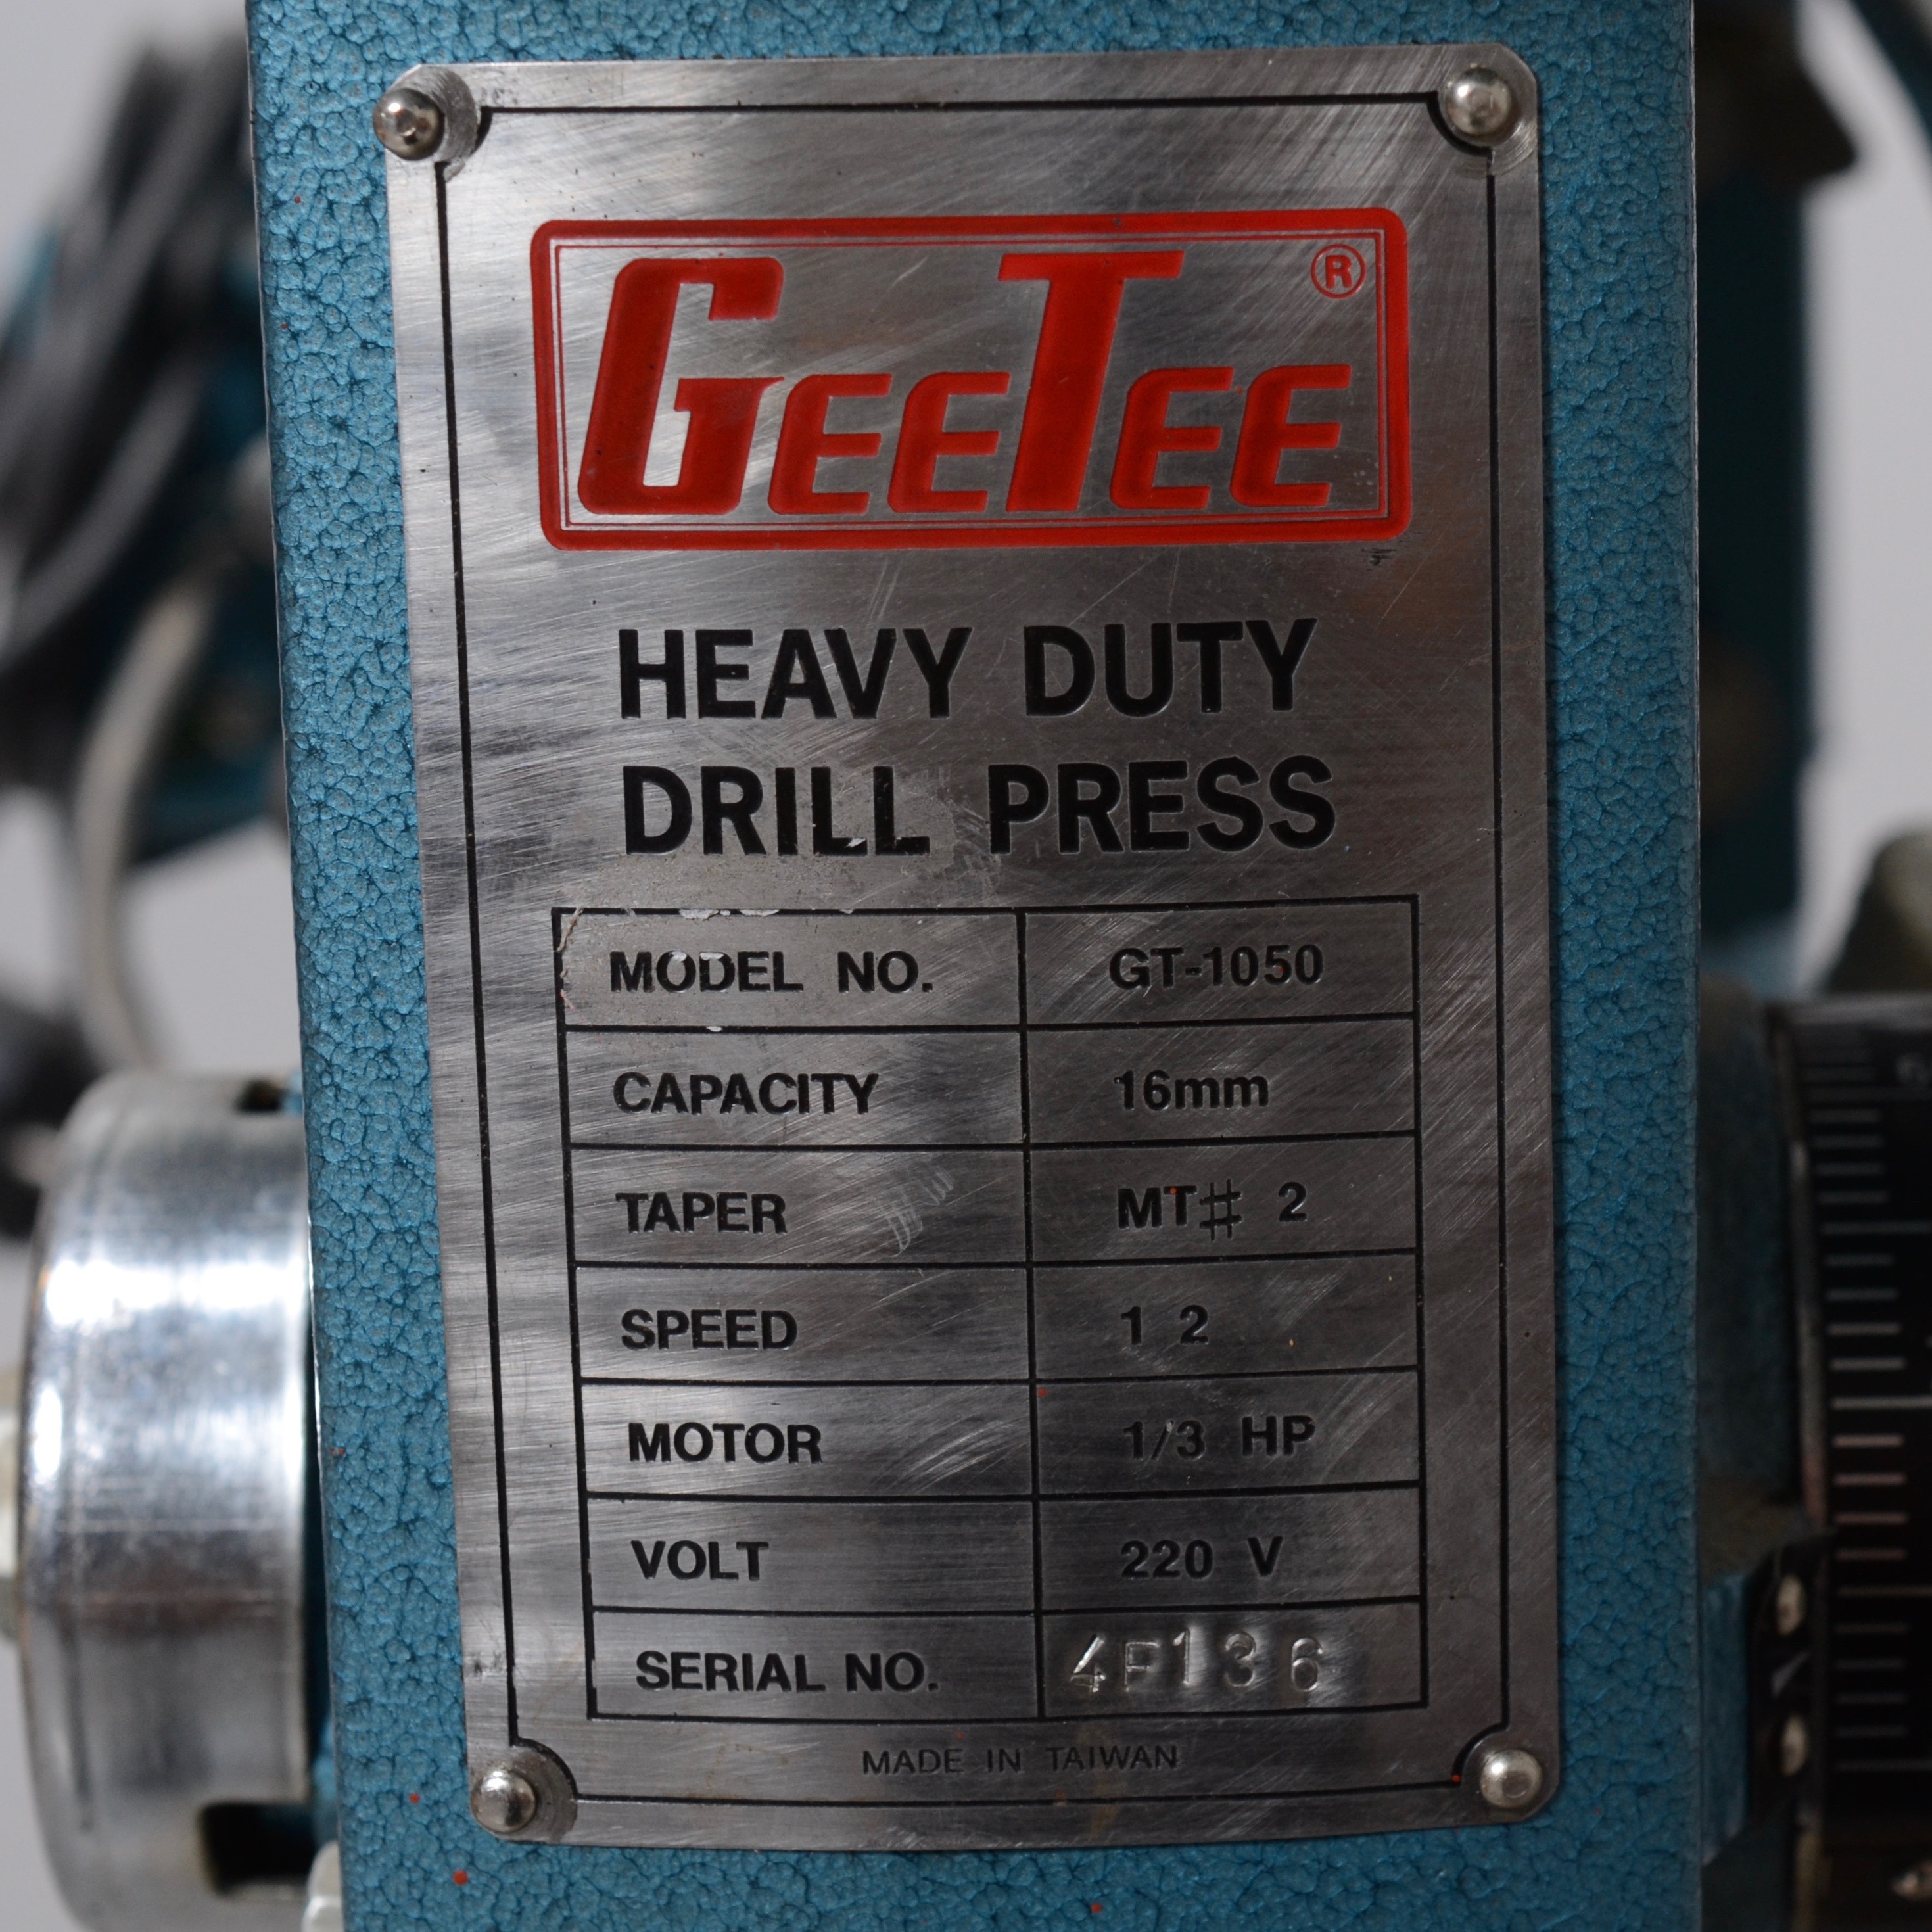 GEETEE ®
HEAVY DUTY
DRILL PRESS
MODEL NO. GT-1050
CAPACITY 16mm
TAPER MT# 2
SPEED 1 2
MOTOR 1/3 HP
VOLT 220 V
SERIAL NO. 4F136
MADE IN TAIWAN